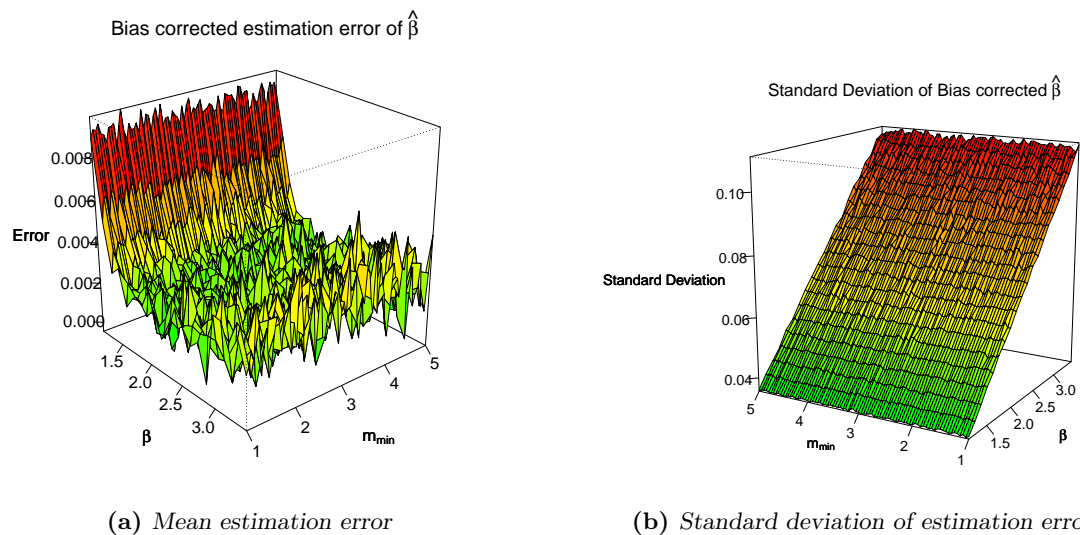 Bias corrected estimation error of β̂
0.008
0.006
0.004
0.002
0.000
Error
1.5
2.0
2.5
3.0
β
1
2
3
4
5
m_min
(a) Mean estimation error
Standard Deviation of Bias corrected β̂
0.10
0.08
0.06
0.04
Standard Deviation
5
4
3
2
1
m_min
1.5
2.0
2.5
3.0
β
(b) Standard deviation of estimation erro